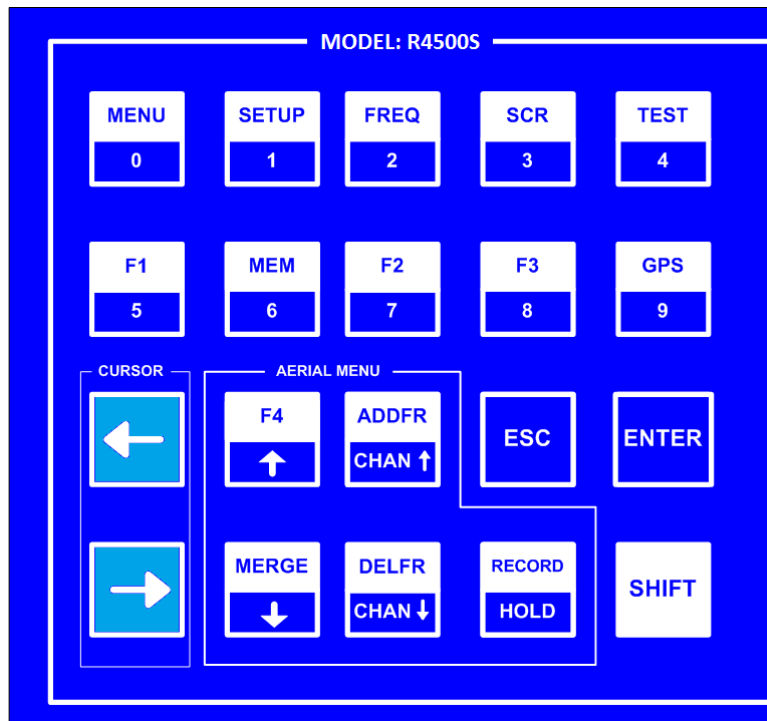 MODEL: R4500S
MENU SETUP FREQ SCR TEST
0 1 2 3 4
F1 MEM F2 F3 GPS
5 6 7 8 9
CURSOR AERIAL MENU
←
F4 ADDFR
↑ CHAN ↑
ESC ENTER
→
MERGE DELFR RECORD
↓ CHAN ↓ HOLD
SHIFT